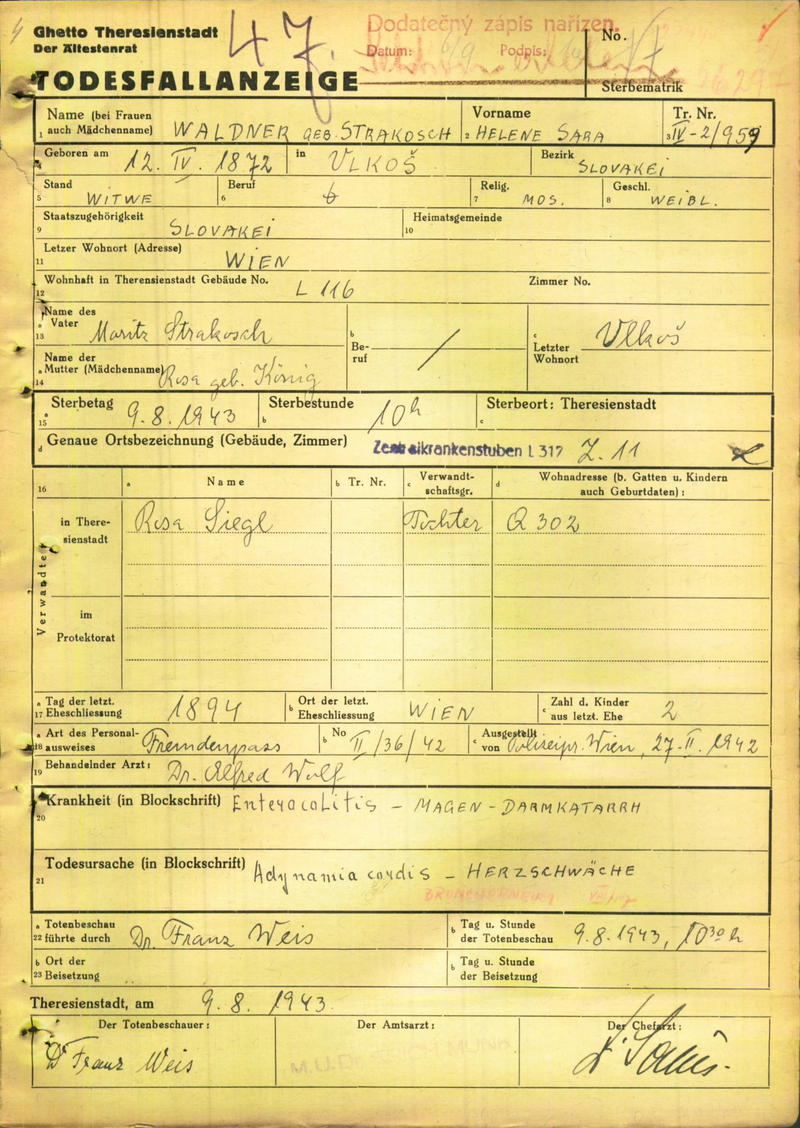 Ghetto Theresienstadt
Der Ältestenrat
47.
Dodatečný zápis nařízen.
Datum: Podpis:
No.
TODESFALLANZEIGE
Sterbematrik
Name (bei Frauen auch Mädchenname) WALDNER GEB. STRAKOSCH
Vorname HELENE SARA
Tr. Nr. IV-2/959
Geboren am 12. IV. 1872 in VLKOŠ Bezirk SLOVAKEI
Stand WITWE Beruf Relig. MOS. Geschl. WEIBL.
Staatszugehörigkeit SLOVAKEI Heimatsgemeinde
Letzer Wohnort (Adresse) WIEN
Wohnhaft in Theresienstadt Gebäude No. L 116 Zimmer No.
Name des Vater Moritz Strakosch
Beruf /
Letzter Wohnort Vlkoš
Name der Mutter (Mädchenname) Rosa geb. König
Sterbetag 9.8.1943 Sterbestunde 10h Sterbeort: Theresienstadt
Genaue Ortsbezeichnung (Gebäude, Zimmer) Zentralkrankenstuben L 317 Z. 11
16 Name Tr. Nr. Verwandtschaftsgr. Wohnadresse (b. Gatten u. Kindern auch Geburtdaten):
Verwandte
in Theresienstadt Rosa Siegl Tochter Q 302
im Protektorat
Tag der letzt. Eheschliessung 1894 Ort der letzt. Eheschliessung WIEN Zahl d. Kinder aus letzt. Ehe 2
Art des Personalausweises Fremdenpass No II/36/42 Ausgestellt von Polizeipr. Wien, 27-II. 1942
Behandelnder Arzt: Dr. Alfred Wolf
Krankheit (in Blockschrift) Enterocolitis - MAGEN-DARMKATARRH
Todesursache (in Blockschrift) Adynamia cordis - HERZSCHWÄCHE
Totenbeschau führte durch Dr. Franz Weis Tag u. Stunde der Totenbeschau 9.8.1943, 10 30 h
Ort der Beisetzung Tag u. Stunde der Beisetzung
Theresienstadt, am 9.8.1943
Der Totenbeschauer: Der Amtsarzt: Der Chefarzt:
Dr Franz Weis